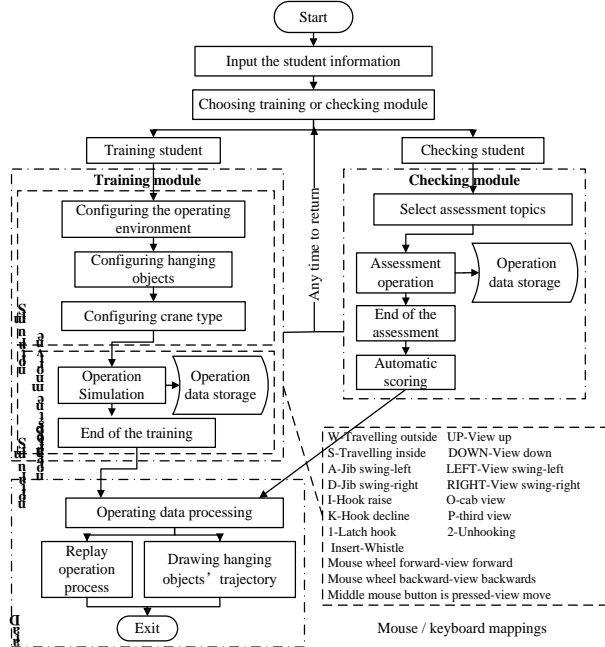 Start
Input the student information
Choosing training or checking module
Training student
Checking student
Training module
Configuring the operating
environment
Configuring hanging
objects
Configuring crane type
Operation
Simulation
Operation
data storage
End of the training
Any time to return
Checking module
Select assessment topics
Assessment
operation
Operation
data storage
End of the
assessment
Automatic
scoring
Operating data processing
Replay
operation
process
Drawing hanging
objects’ trajectory
Exit
W-Travelling outside UP-View up
S-Travelling inside DOWN-View down
A-Jib swing-left LEFT-View swing-left
D-Jib swing-right RIGHT-View swing-right
I-Hook raise O-cab view
K-Hook decline P-third view
1-Latch hook 2-Unhooking
Insert-Whistle
Mouse wheel forward-view forward
Mouse wheel backward-view backwards
Middle mouse button is pressed-view move
Mouse / keyboard mappings